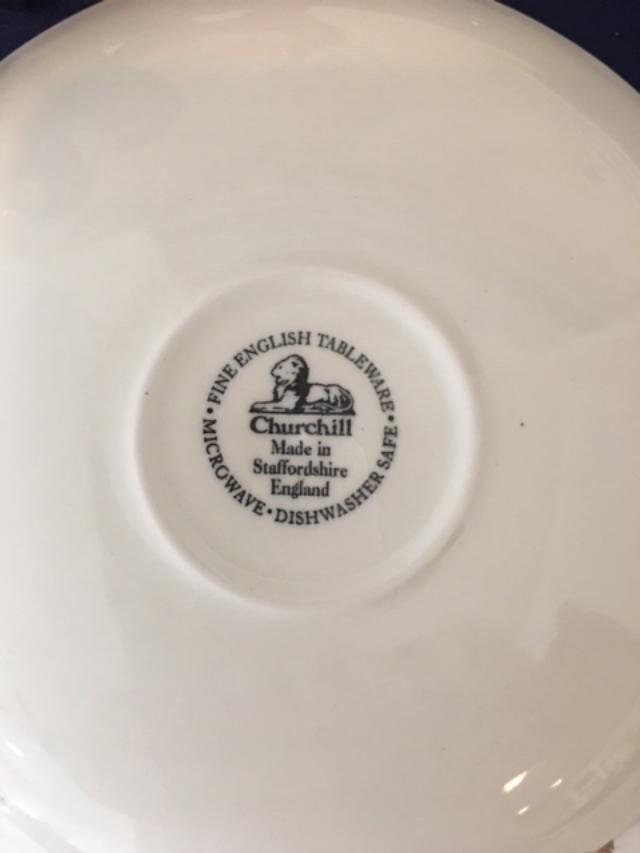 • FINE ENGLISH TABLEWARE •
Churchill
Made in
Staffordshire
England
MICROWAVE • DISHWASHER SAFE